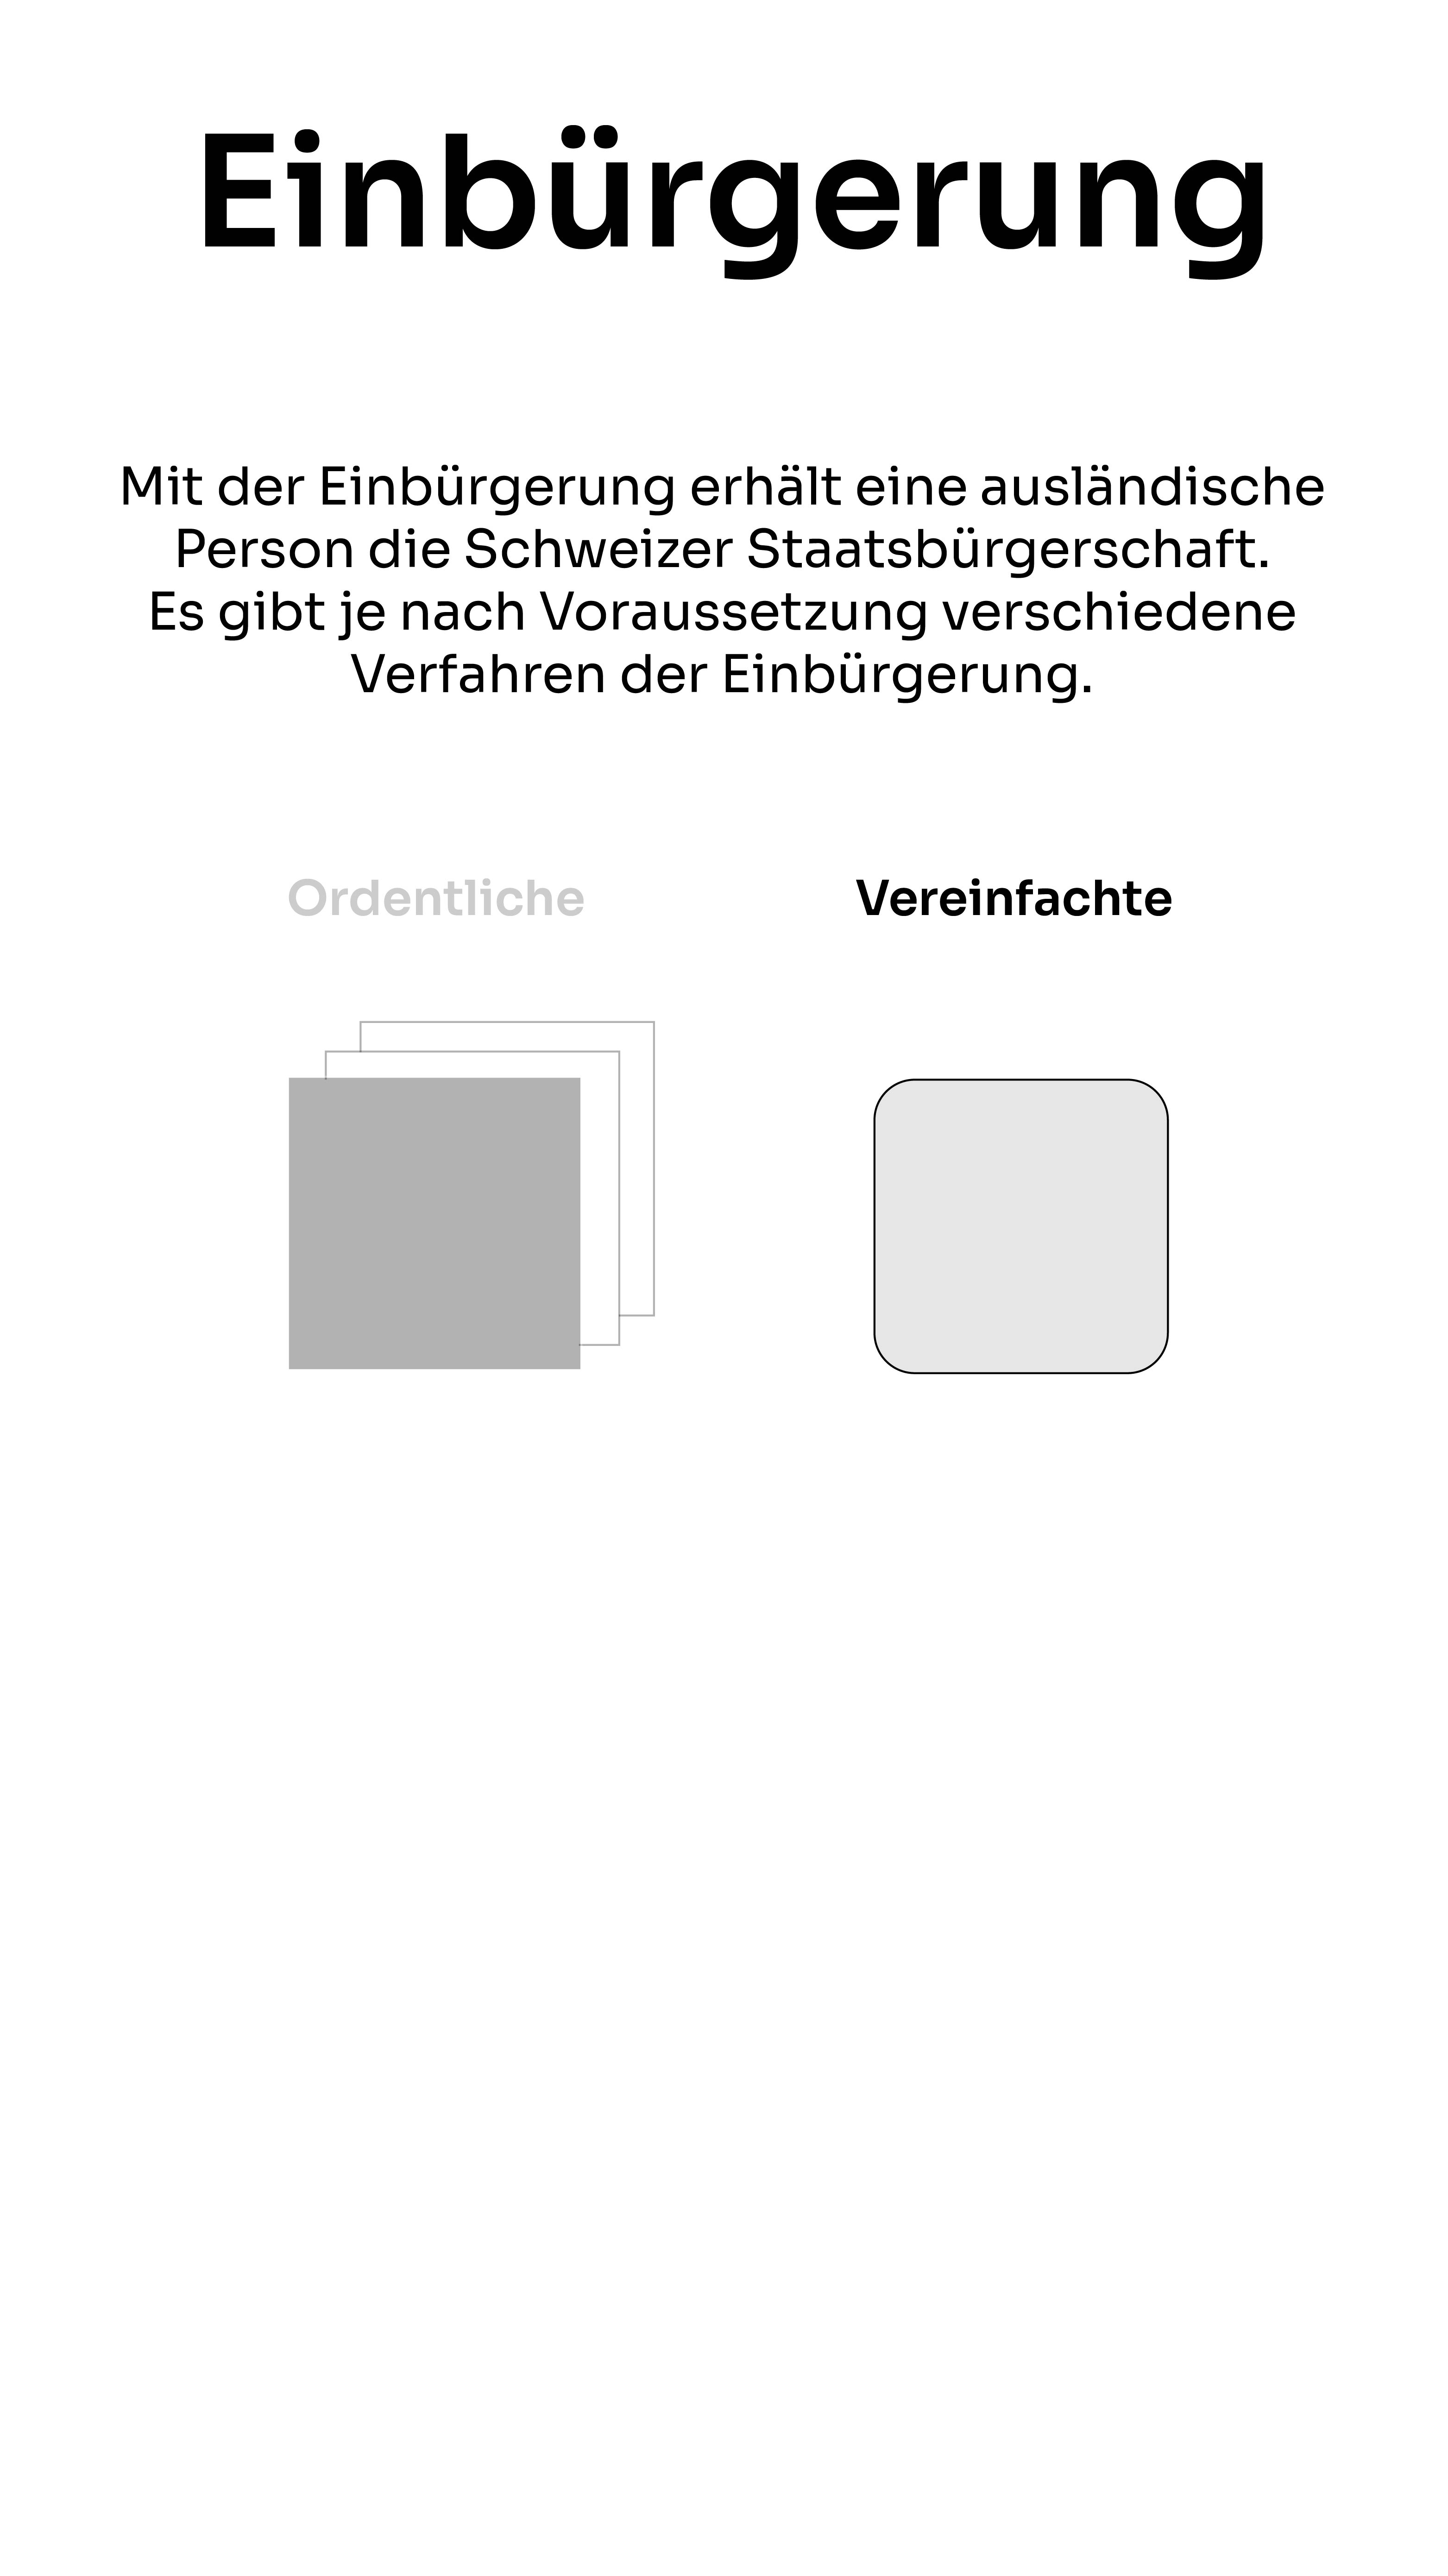 Einbürgerung
Mit der Einbürgerung erhält eine ausländische
Person die Schweizer Staatsbürgerschaft.
Es gibt je nach Voraussetzung verschiedene
Verfahren der Einbürgerung.
Ordentliche
Vereinfachte